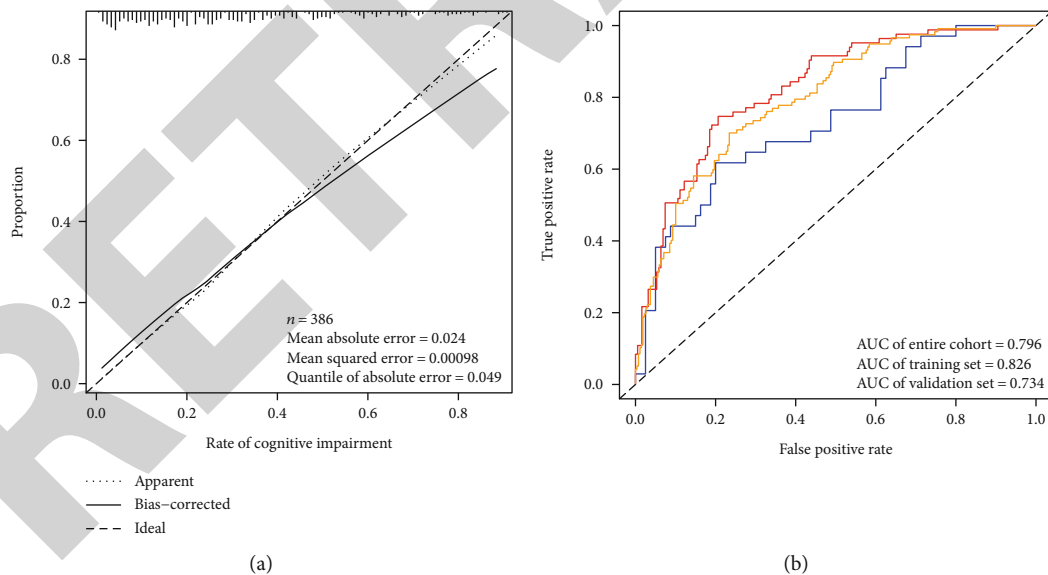 RETRA
0.8
0.6
0.4
0.2
0.0
Proportion
n = 386
Mean absolute error = 0.024
Mean squared error = 0.00098
Quantile of absolute error = 0.049
0.0 0.2 0.4 0.6 0.8
Rate of cognitive impairment
Apparent
Bias−corrected
Ideal
(a)
1.0
0.8
0.6
0.4
0.2
0.0
True positive rate
AUC of entire cohort = 0.796
AUC of training set = 0.826
AUC of validation set = 0.734
0.0 0.2 0.4 0.6 0.8 1.0
False positive rate
(b)